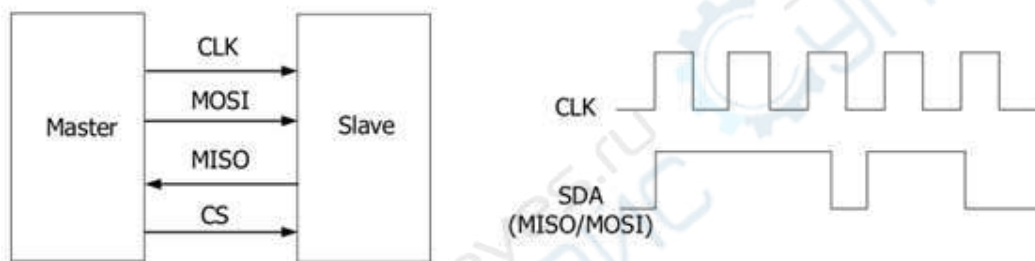 CLK
MOSI
Master
Slave
MISO
CS
CLK
SDA
(MISO/MOSI)